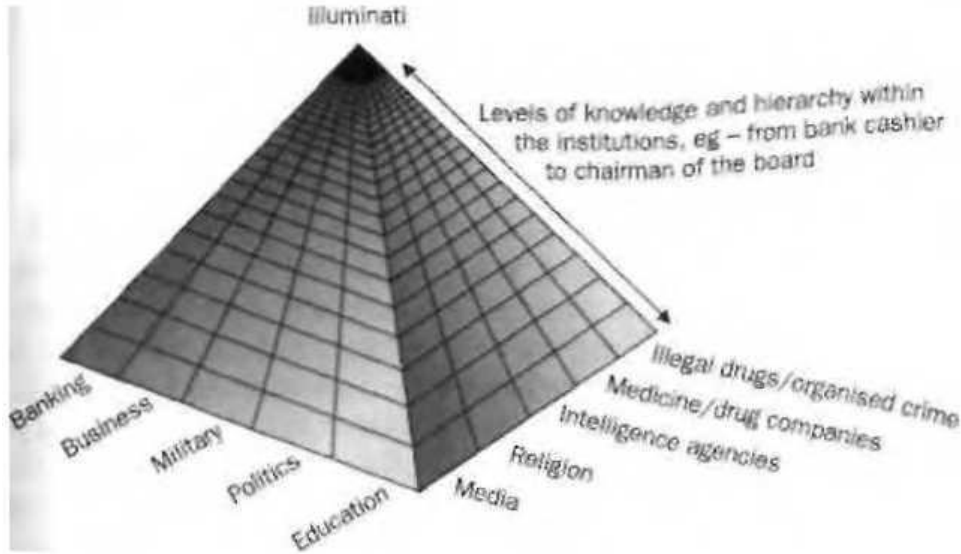 Illuminati
Levels of knowledge and hierarchy within
the institutions, eg – from bank cashier
to chairman of the board
Banking
Business
Military
Politics
Education
Media
Religion
Intelligence agencies
Medicine/drug companies
Illegal drugs/organised crime